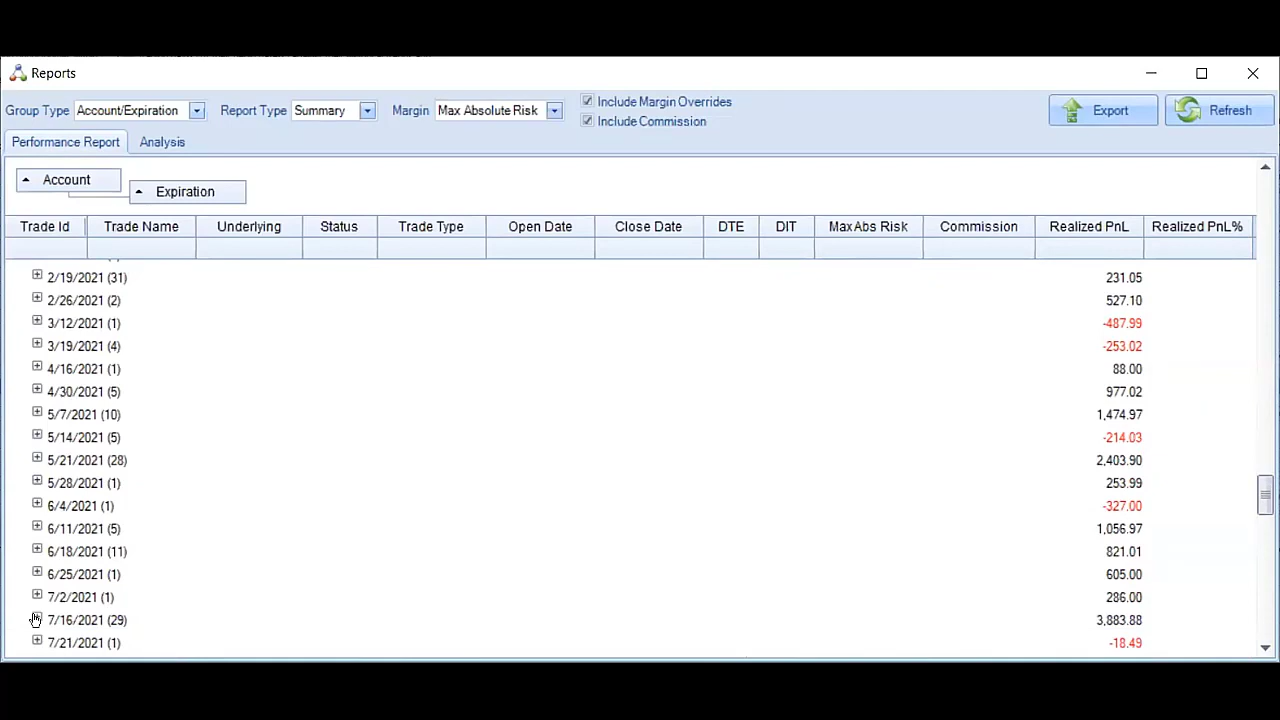 Reports
Group Type Account/Expiration Report Type Summary Margin Max Absolute Risk Include Margin Overrides Export Refresh
Include Commission
Performance Report Analysis
Account
Expiration
Trade Id Trade Name Underlying Status Trade Type Open Date Close Date DTE DIT MaxAbs Risk Commission Realized PnL Realized PnL%
2/19/2021 (31) 231.05
2/26/2021 (2) 527.10
3/12/2021 (1) -487.99
3/19/2021 (4) -253.02
4/16/2021 (1) 88.00
4/30/2021 (5) 977.02
5/7/2021 (10) 1,474.97
5/14/2021 (5) -214.03
5/21/2021 (28) 2,403.90
5/28/2021 (1) 253.99
6/4/2021 (1) -327.00
6/11/2021 (5) 1,056.97
6/18/2021 (11) 821.01
6/25/2021 (1) 605.00
7/2/2021 (1) 286.00
7/16/2021 (29) 3,883.88
7/21/2021 (1) -18.49